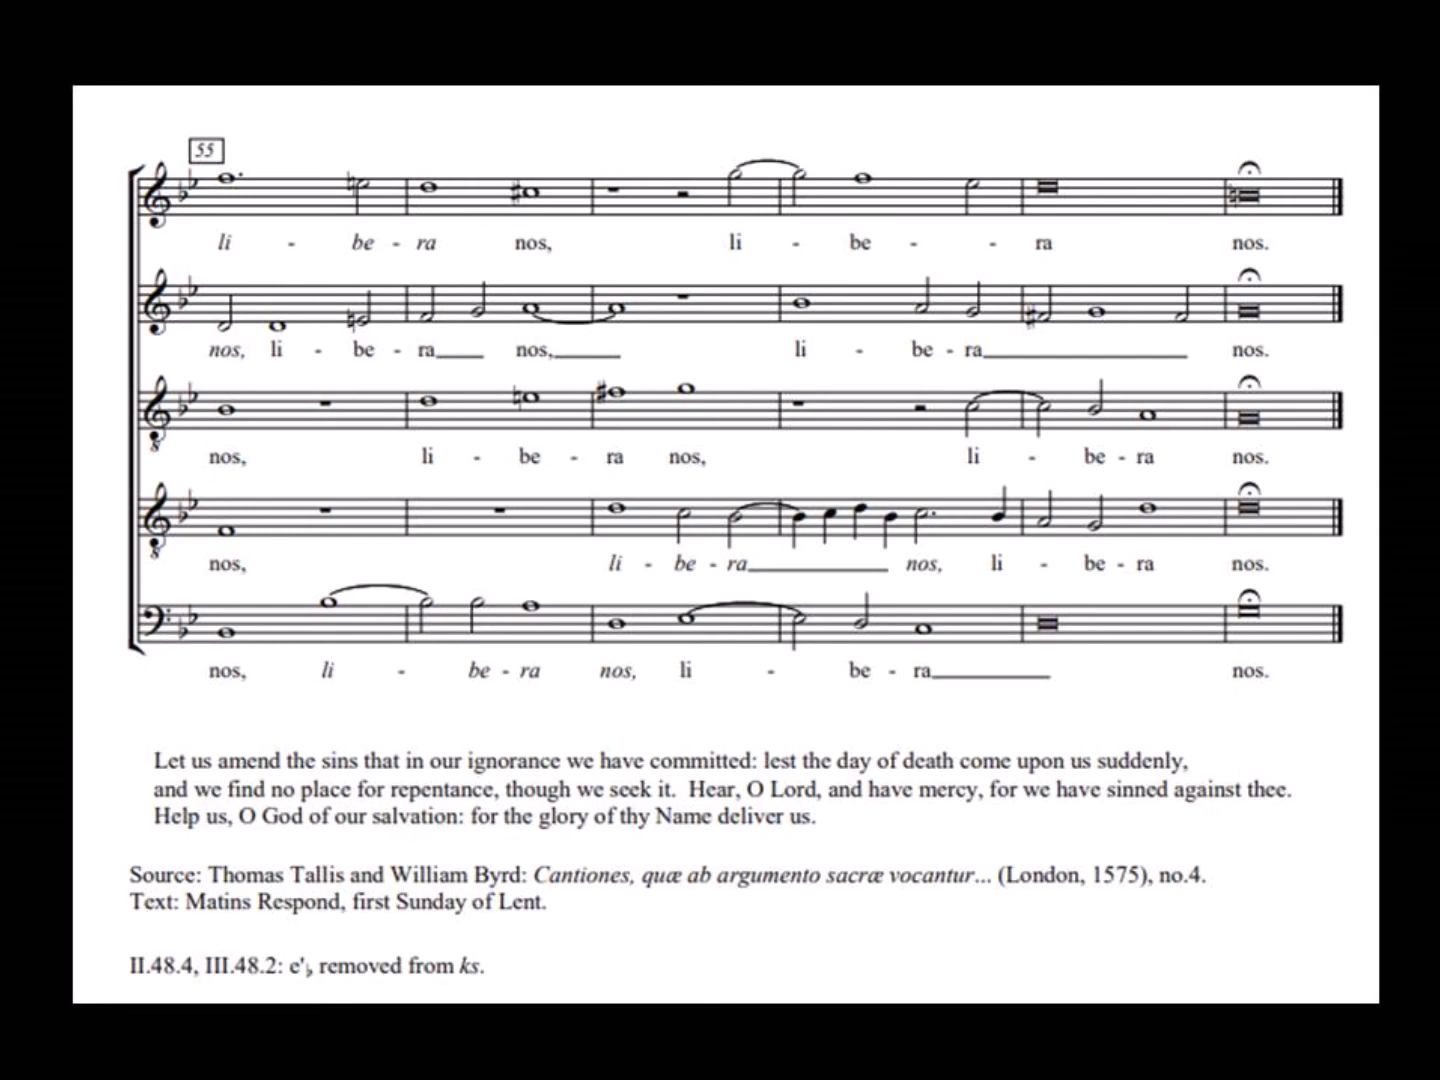 55
li - be - ra nos, li - be - - ra nos.
nos, li - be - ra nos, li - be - ra nos.
nos, li - be - ra nos, li - be - ra nos.
nos, li - be - ra nos, li - be - ra nos.
nos, li - be - ra nos, li - be - ra nos.
Let us amend the sins that in our ignorance we have committed: lest the day of death come upon us suddenly,
and we find no place for repentance, though we seek it. Hear, O Lord, and have mercy, for we have sinned against thee.
Help us, O God of our salvation: for the glory of thy Name deliver us.
Source: Thomas Tallis and William Byrd: Cantiones, quæ ab argumento sacræ vocantur... (London, 1575), no.4.
Text: Matins Respond, first Sunday of Lent.
II.48.4, III.48.2: e'♭ removed from ks.